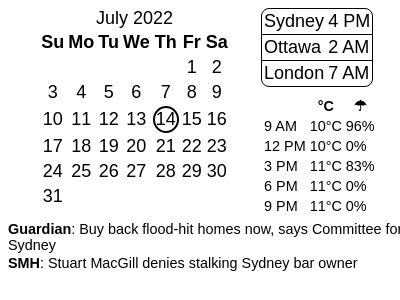 July 2022
Su Mo Tu We Th Fr Sa
1 2
3 4 5 6 7 8 9
10 11 12 13 14 15 16
17 18 19 20 21 22 23
24 25 26 27 28 29 30
31
Sydney 4 PM
Ottawa 2 AM
London 7 AM
°C ☂
9 AM 10°C 96%
12 PM 10°C 0%
3 PM 11°C 83%
6 PM 11°C 0%
9 PM 11°C 0%
Guardian: Buy back flood-hit homes now, says Committee for
Sydney
SMH: Stuart MacGill denies stalking Sydney bar owner